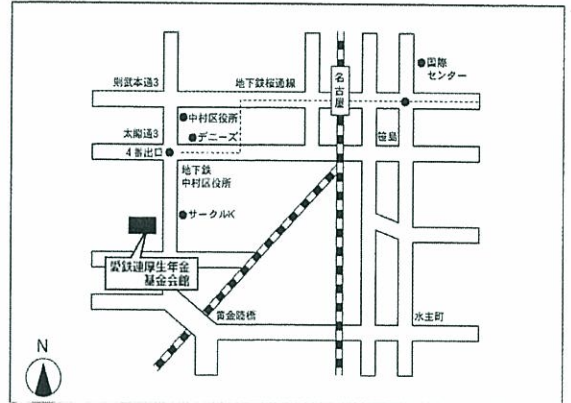 国際
センター
則武本通3
地下鉄桜通線
名古屋
中村区役所
太閤通3
デニーズ
笹島
4番出口
地下鉄
中村区役所
サークルK
愛鉄連厚生年金
基金会館
黄金陸橋
水主町
N